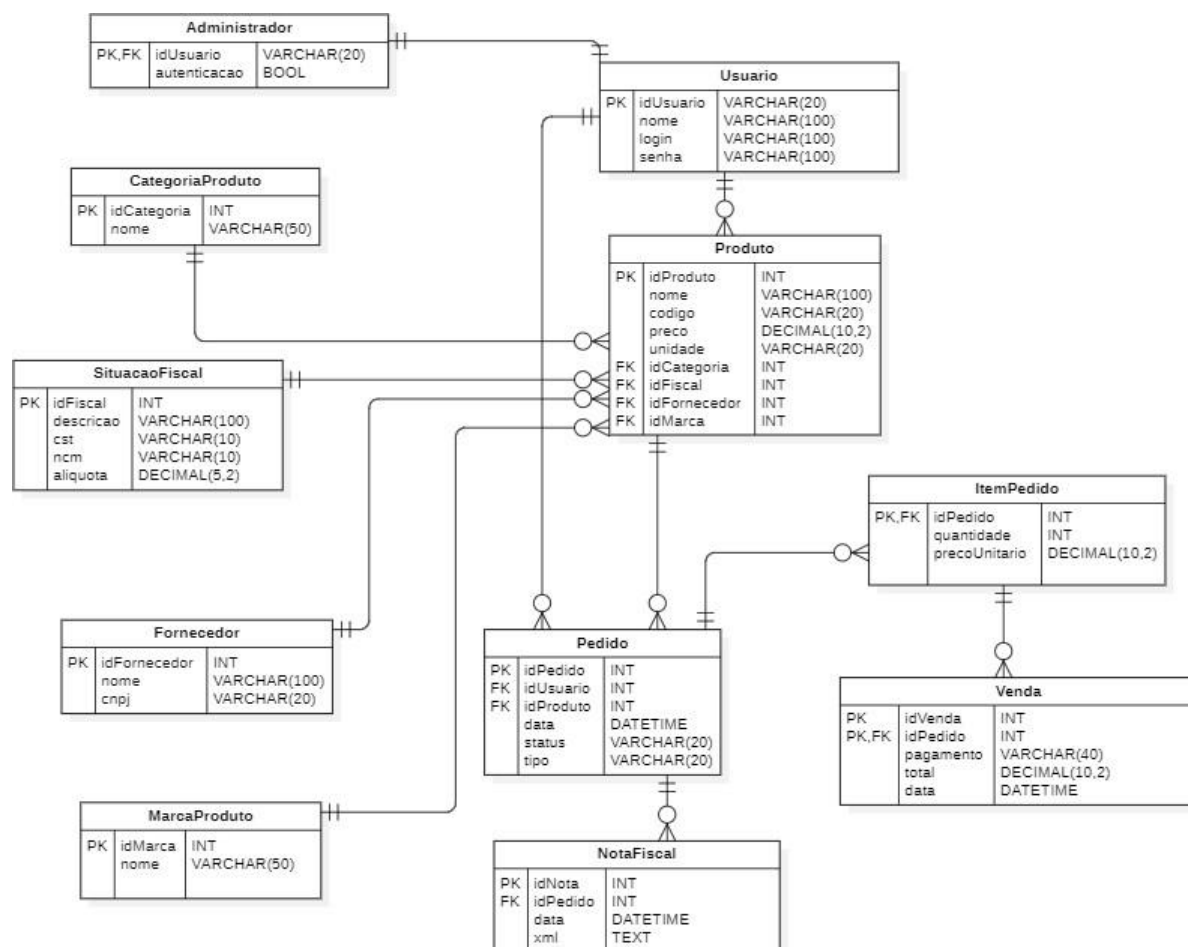 Administrador
PK,FK idUsuario VARCHAR(20)
autenticacao BOOL
Usuario
PK idUsuario VARCHAR(20)
nome VARCHAR(100)
login VARCHAR(100)
senha VARCHAR(100)
CategoriaProduto
PK idCategoria INT
nome VARCHAR(50)
Produto
PK idProduto INT
nome VARCHAR(100)
codigo VARCHAR(20)
preco DECIMAL(10,2)
unidade VARCHAR(20)
FK idCategoria INT
FK idFiscal INT
FK idFornecedor INT
FK idMarca INT
SituacaoFiscal
PK idFiscal INT
descricao VARCHAR(100)
cst VARCHAR(10)
ncm VARCHAR(10)
aliquota DECIMAL(5,2)
ItemPedido
PK,FK idPedido INT
quantidade INT
precoUnitario DECIMAL(10,2)
Fornecedor
PK idFornecedor INT
nome VARCHAR(100)
cnpj VARCHAR(20)
Pedido
PK idPedido INT
FK idUsuario INT
FK idProduto INT
data DATETIME
status VARCHAR(20)
tipo VARCHAR(20)
Venda
PK idVenda INT
PK,FK idPedido INT
pagamento VARCHAR(40)
total DECIMAL(10,2)
data DATETIME
MarcaProduto
PK idMarca INT
nome VARCHAR(50)
NotaFiscal
PK idNota INT
FK idPedido INT
data DATETIME
xml TEXT